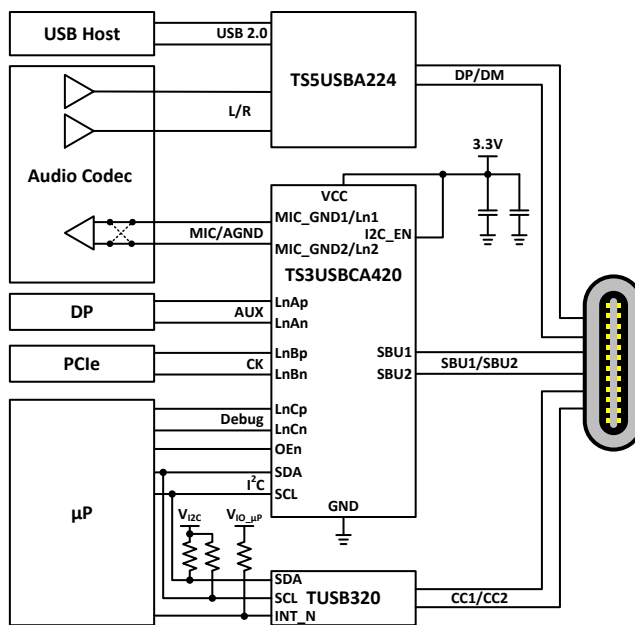 USB Host
USB 2.0
TS5USBA224
DP/DM
L/R
Audio Codec
3.3V
VCC
MIC_GND1/Ln1
I2C_EN
MIC/AGND
MIC_GND2/Ln2
TS3USBCA420
DP
AUX
LnAp
LnAn
PCIe
CK
LnBp
LnBn
SBU1
SBU2
SBU1/SBU2
LnCp
Debug
LnCn
OEn
SDA
I²C
SCL
µP
GND
VI2C
VIO_µP
SDA
SCL
INT_N
TUSB320
CC1/CC2